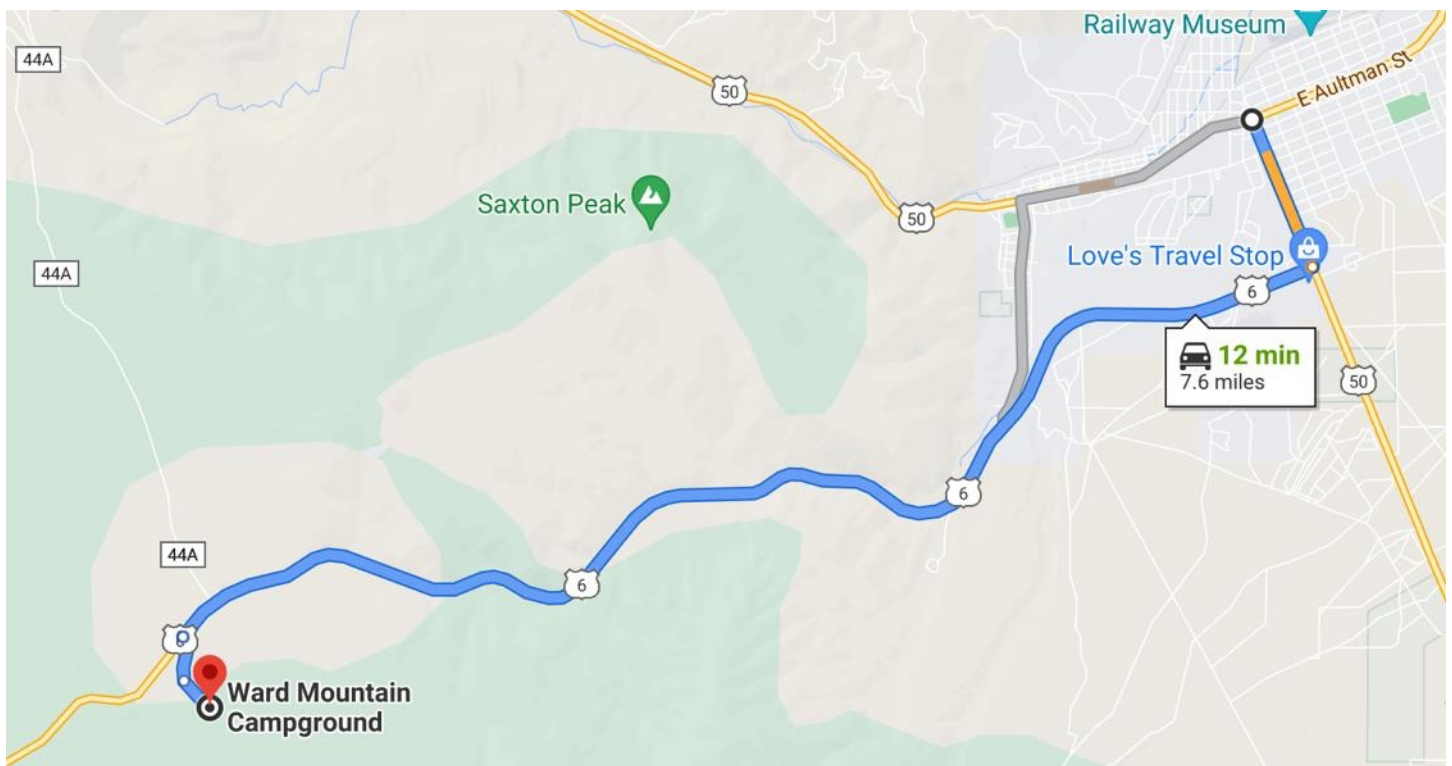 Railway Museum
44A
50
E Aultman St
Saxton Peak
50
Love's Travel Stop
44A
6
12 min
7.6 miles
50
6
44A
6
6
Ward Mountain
Campground